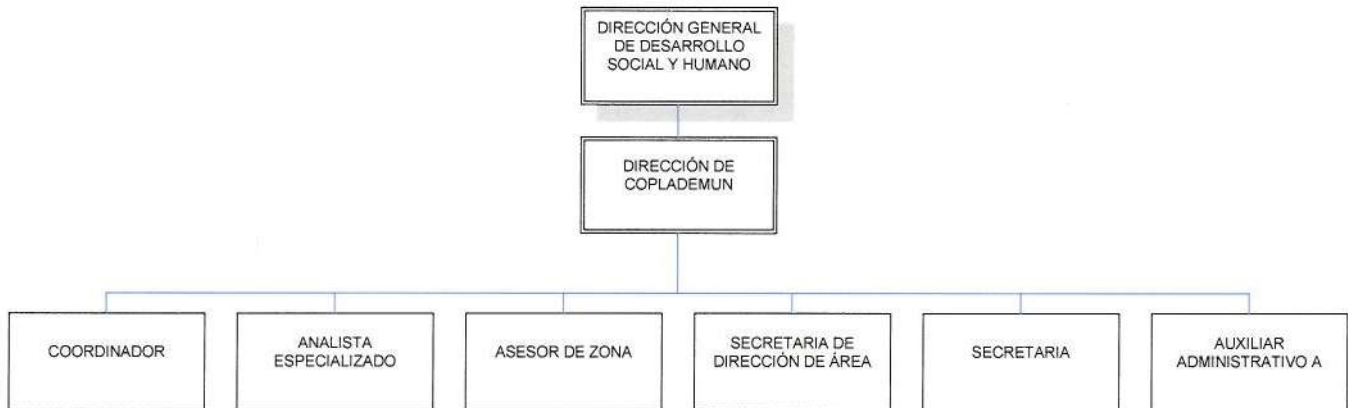 DIRECCIÓN GENERAL
DE DESARROLLO
SOCIAL Y HUMANO
DIRECCIÓN DE
COPLADEMUN
COORDINADOR
ANALISTA
ESPECIALIZADO
ASESOR DE ZONA
SECRETARIA DE
DIRECCIÓN DE ÁREA
SECRETARIA
AUXILIAR
ADMINISTRATIVO A